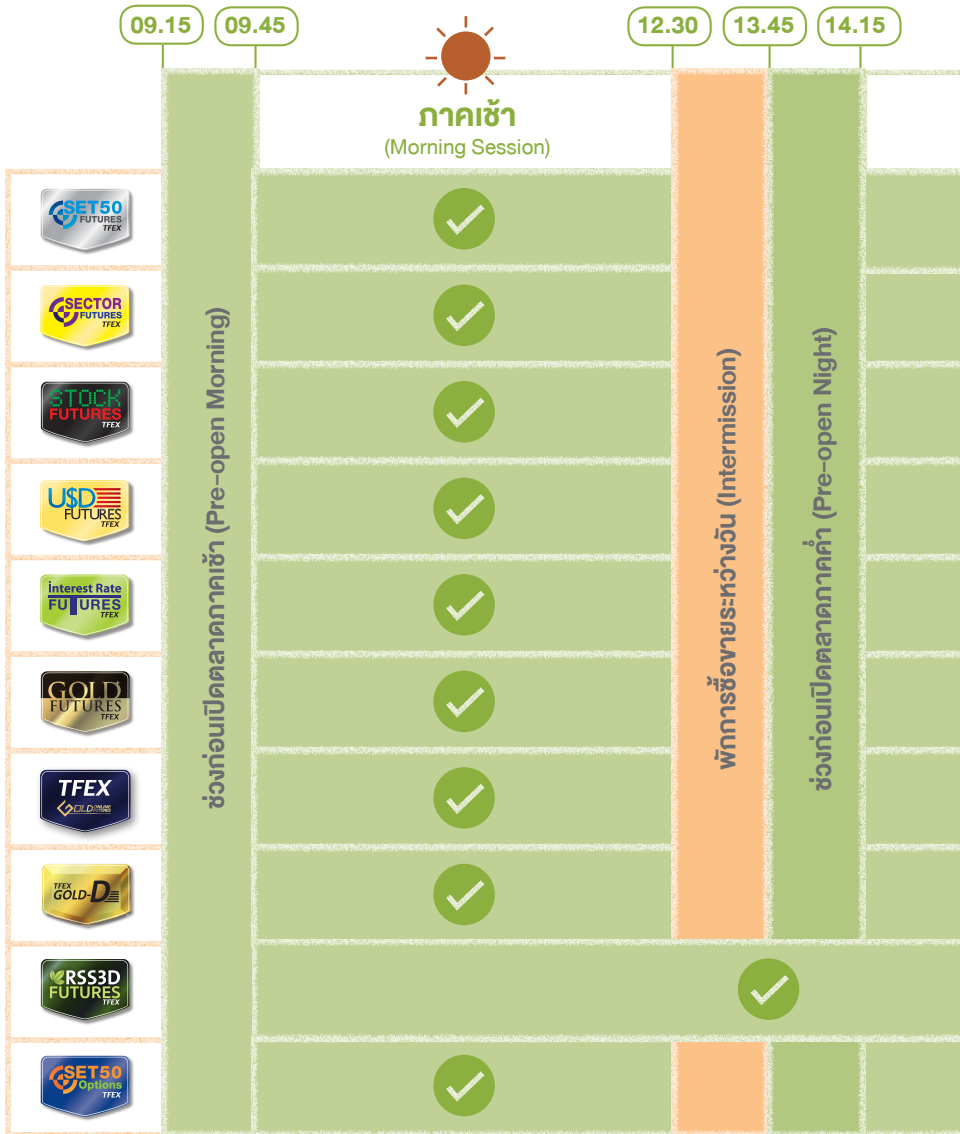 09.15 09.45 12.30 13.45 14.15
ภาคเช้า
(Morning Session)
ช่วงก่อนเปิดตลาดภาคเช้า (Pre-open Morning)
พักการซื้อขายระหว่างวัน (Intermission)
ช่วงก่อนเปิดตลาดภาคค่ำ (Pre-open Night)
SET50
FUTURES
TFEX
SECTOR
FUTURES
TFEX
STOCK
FUTURES
TFEX
U$D
FUTURES
TFEX
interest Rate
FUTURES
TFEX
GOLD
FUTURES
TFEX
TFEX
GOLD ONLINE
FUTURES
TFEX
GOLD-D
RSS3D
FUTURES
TFEX
SET50
Options
TFEX